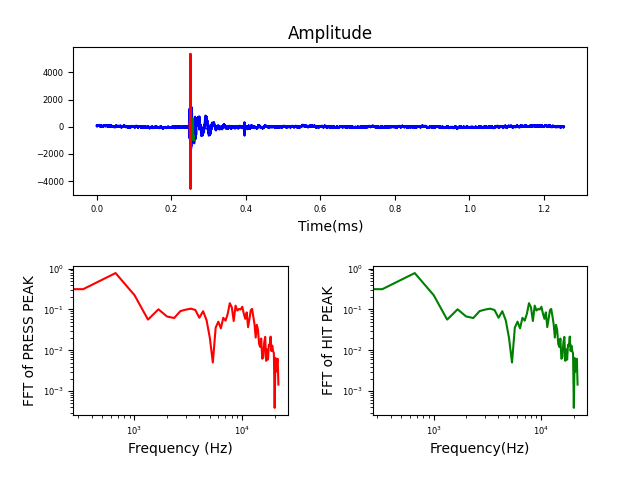 Amplitude
4000
2000
0
−2000
−4000
0.0 0.2 0.4 0.6 0.8 1.0 1.2
Time(ms)
FFT of PRESS PEAK
10⁰
10⁻¹
10⁻²
10⁻³
10³ 10⁴
Frequency (Hz)
FFT of HIT PEAK
10⁰
10⁻¹
10⁻²
10⁻³
10³ 10⁴
Frequency(Hz)